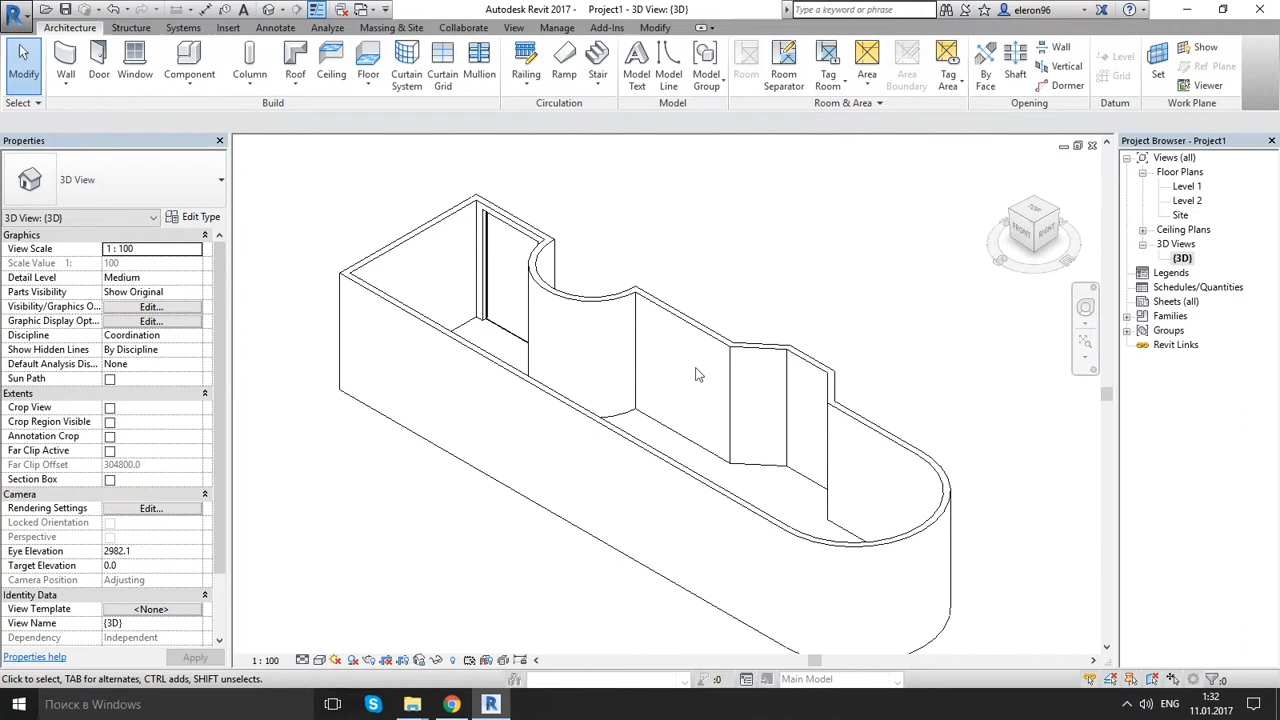 Autodesk Revit 2017 - Project1 - 3D View: {3D}
Type a keyword or phrase
eleron96
Architecture Structure Systems Insert Annotate Analyze Massing & Site Collaborate View Manage Add-Ins Modify
Modify Wall Door Window Component Column Roof Ceiling Floor Curtain System Curtain Grid Mullion Railing Ramp Stair Model Text Model Line Model Group Room Room Separator Tag Room Area Area Boundary Tag Area By Face Shaft Wall Vertical Dormer Level Grid Set Show Ref Plane Viewer
Select Build Circulation Model Room & Area Opening Datum Work Plane
Properties
3D View
3D View: {3D} Edit Type
Graphics
View Scale 1 : 100
Scale Value 1: 100
Detail Level Medium
Parts Visibility Show Original
Visibility/Graphics O... Edit...
Graphic Display Opt... Edit...
Discipline Coordination
Show Hidden Lines By Discipline
Default Analysis Dis... None
Sun Path
Extents
Crop View
Crop Region Visible
Annotation Crop
Far Clip Active
Far Clip Offset 304800.0
Section Box
Camera
Rendering Settings Edit...
Locked Orientation
Perspective
Eye Elevation 2982.1
Target Elevation 0.0
Camera Position Adjusting
Identity Data
View Template <None>
View Name {3D}
Dependency Independent
Properties help Apply
TOP
FRONT RIGHT
Project Browser - Project1
Views (all)
Floor Plans
Level 1
Level 2
Site
Ceiling Plans
3D Views
{3D}
Legends
Schedules/Quantities
Sheets (all)
Families
Groups
Revit Links
1 : 100
Click to select, TAB for alternates, CTRL adds, SHIFT unselects.
:0
Main Model
:0
Поиск в Windows
ENG
1:32
11.01.2017